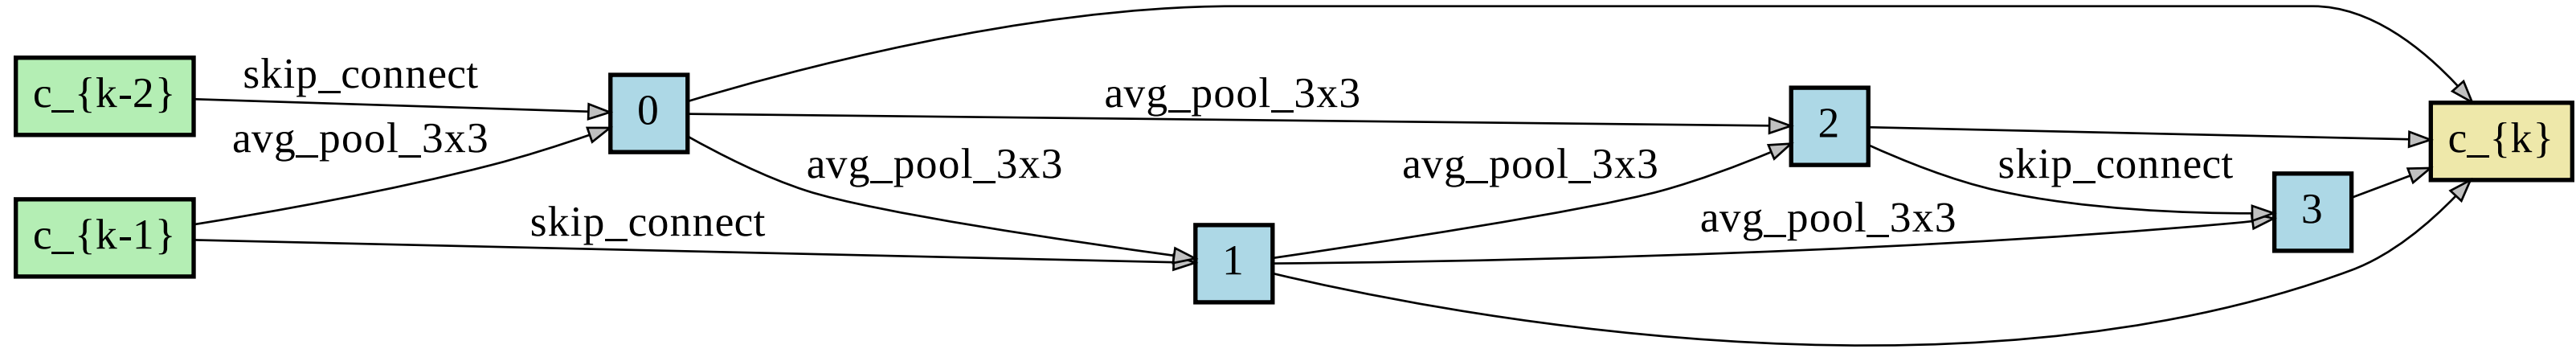 c_{k-2}
skip_connect
avg_pool_3x3
c_{k-1}
skip_connect
0
avg_pool_3x3
avg_pool_3x3
1
avg_pool_3x3
avg_pool_3x3
2
skip_connect
3
c_{k}